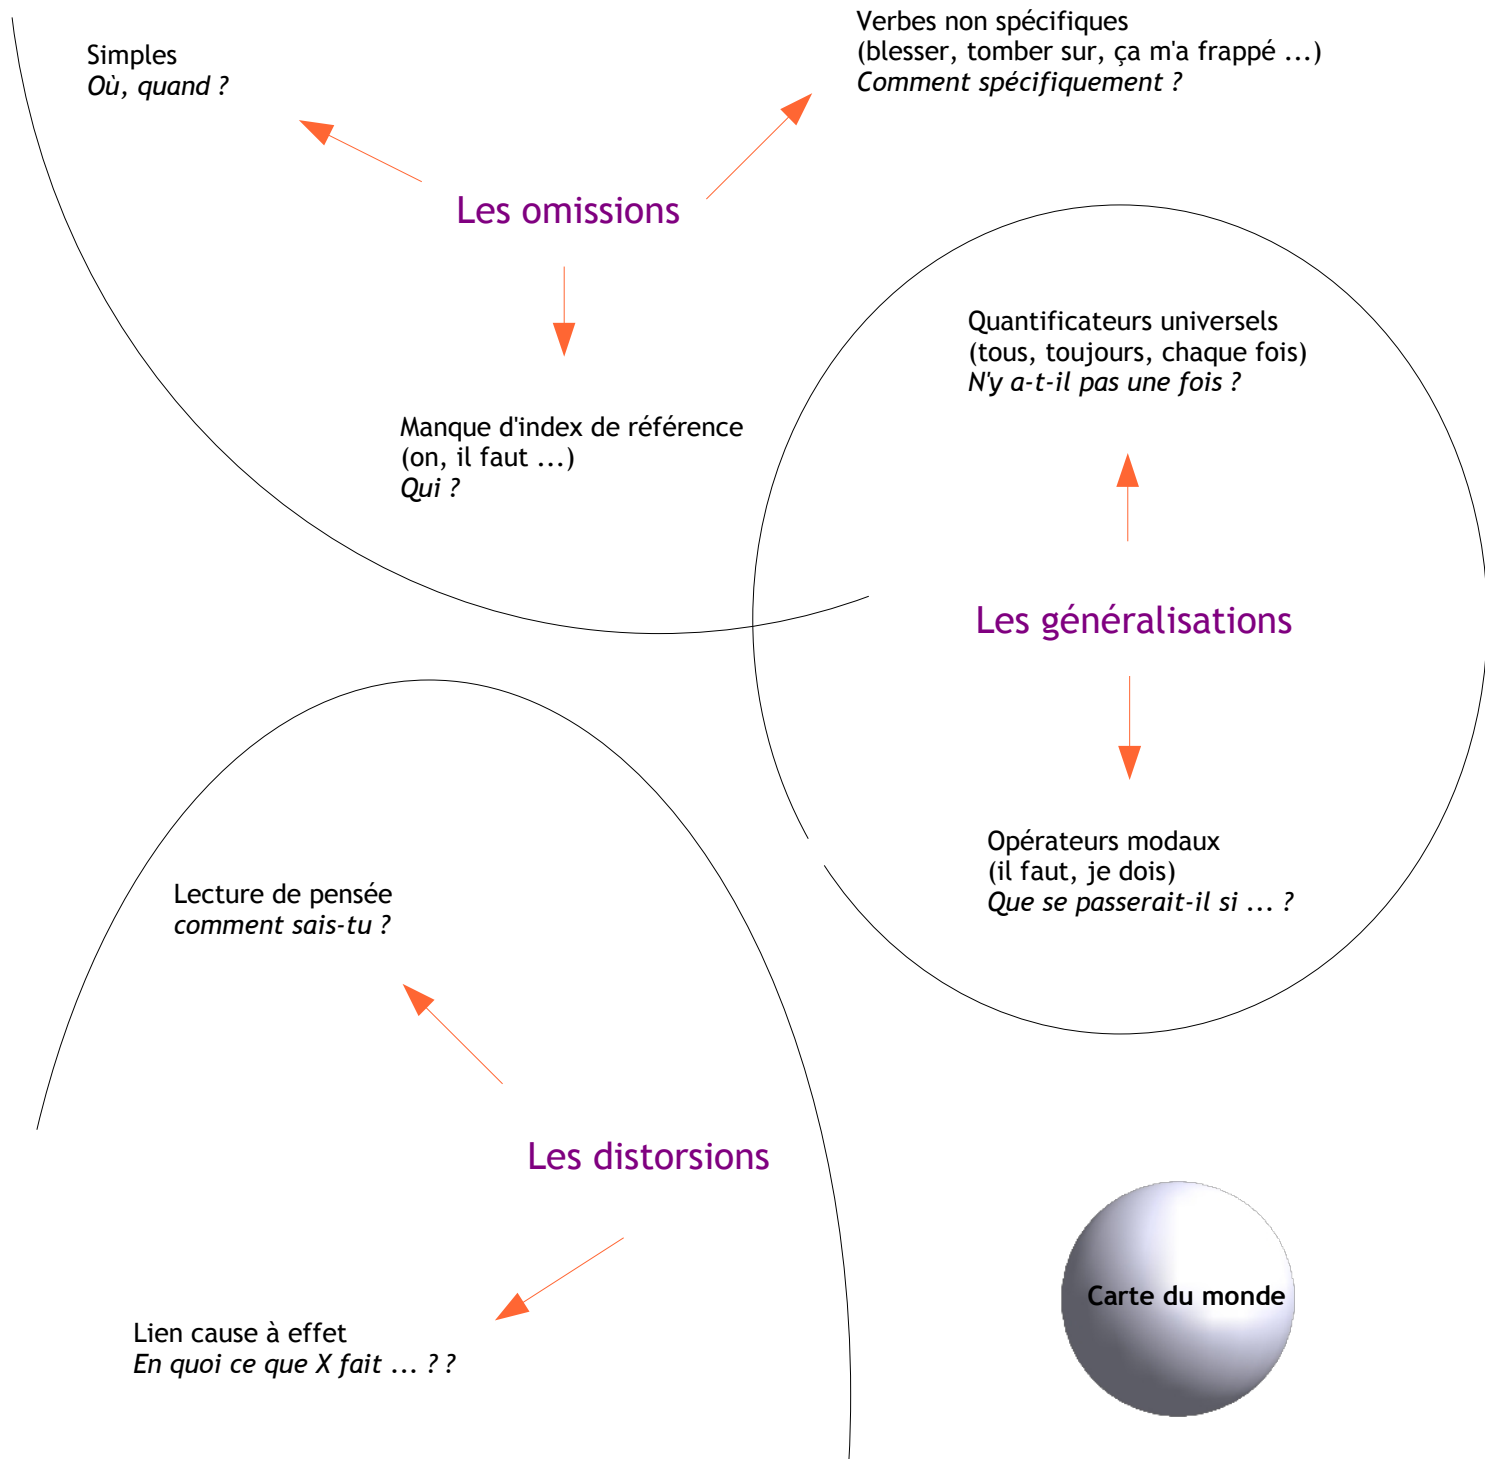 Simples
Où, quand ?
Verbes non spécifiques
(blesser, tomber sur, ça m'a frappé ...)
Comment spécifiquement ?
Les omissions
Manque d'index de référence
(on, il faut ...)
Qui ?
Quantificateurs universels
(tous, toujours, chaque fois)
N'y a-t-il pas une fois ?
Les généralisations
Opérateurs modaux
(il faut, je dois)
Que se passerait-il si ... ?
Lecture de pensée
comment sais-tu ?
Les distorsions
Lien cause à effet
En quoi ce que X fait ... ? ?
Carte du monde